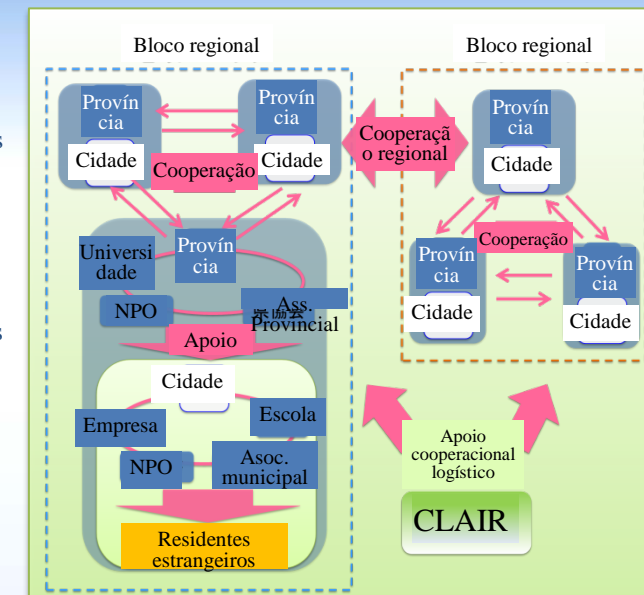 Bloco regional
Bloco regional
Provín
cia
Provín
cia
Cidade
Cooperação
Cidade
Cooperaçã
o regional
Provín
cia
Cidade
Universi
dade
Provín
cia
NPO
Ass.
Provincial
Apoio
Cooperação
Provín
cia
Provín
cia
Cidade
Cidade
Cidade
Empresa
Escola
NPO
Asoc.
municipal
Residentes
estrangeiros
Apoio
cooperacional
logístico
CLAIR
s
s